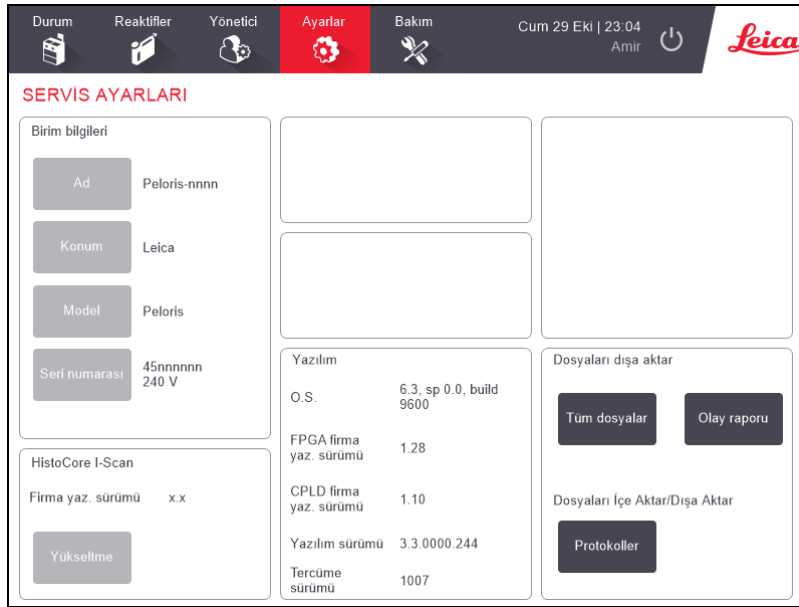 Durum
Reaktifler
Yönetici
Ayarlar
Bakım
Cum 29 Eki | 23:04
Amir
Leica
SERVİS AYARLARI
Birim bilgileri
Ad
Peloris-nnnn
Konum
Leica
Model
Peloris
Seri numarası
45nnnnnn
240 V
HistoCore I-Scan
Firma yaz. sürümü x.x
Yükseltme
Yazılım
O.S.
6.3, sp 0.0, build
9600
FPGA firma
yaz. sürümü
1.28
CPLD firma
yaz. sürümü
1.10
Yazılım sürümü 3.3.0000.244
Tercüme
sürümü
1007
Dosyaları dışa aktar
Tüm dosyalar
Olay raporu
Dosyaları İçe Aktar/Dışa Aktar
Protokoller